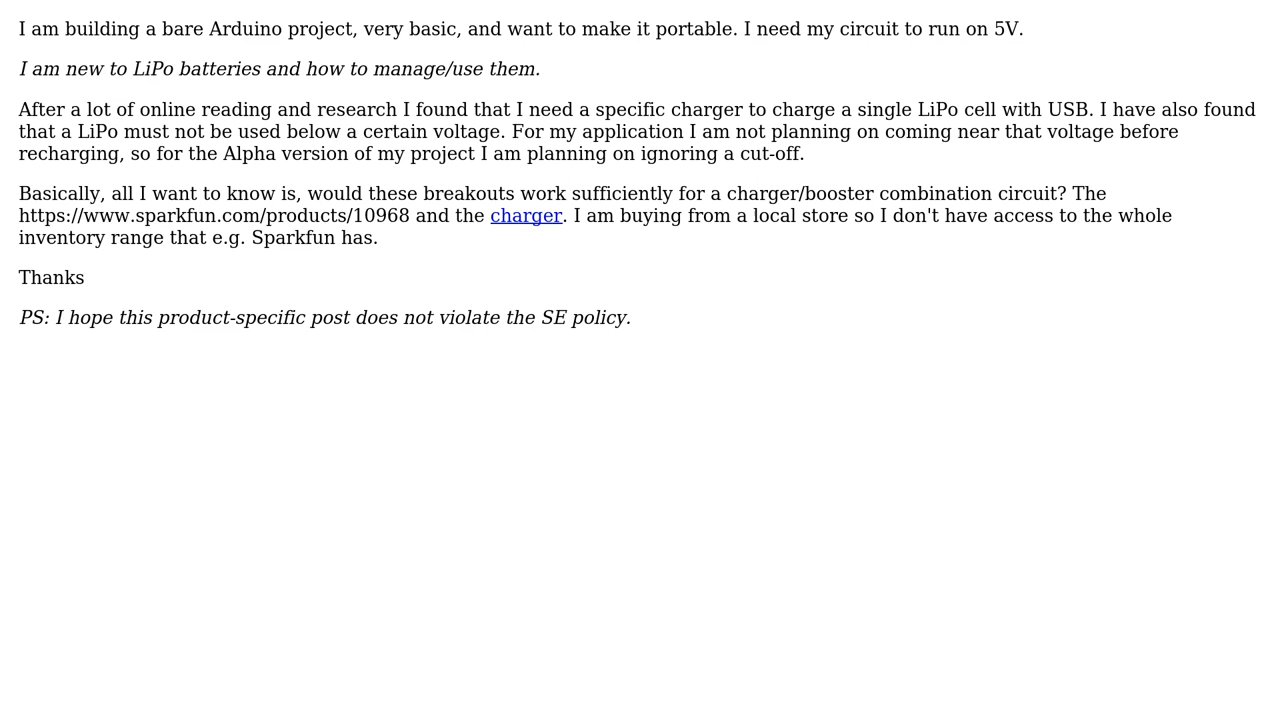 I am building a bare Arduino project, very basic, and want to make it portable. I need my circuit to run on 5V.
I am new to LiPo batteries and how to manage/use them.
After a lot of online reading and research I found that I need a specific charger to charge a single LiPo cell with USB. I have also found
that a LiPo must not be used below a certain voltage. For my application I am not planning on coming near that voltage before
recharging, so for the Alpha version of my project I am planning on ignoring a cut-off.
Basically, all I want to know is, would these breakouts work sufficiently for a charger/booster combination circuit? The
https://www.sparkfun.com/products/10968 and the charger. I am buying from a local store so I don't have access to the whole
inventory range that e.g. Sparkfun has.
Thanks
PS: I hope this product-specific post does not violate the SE policy.